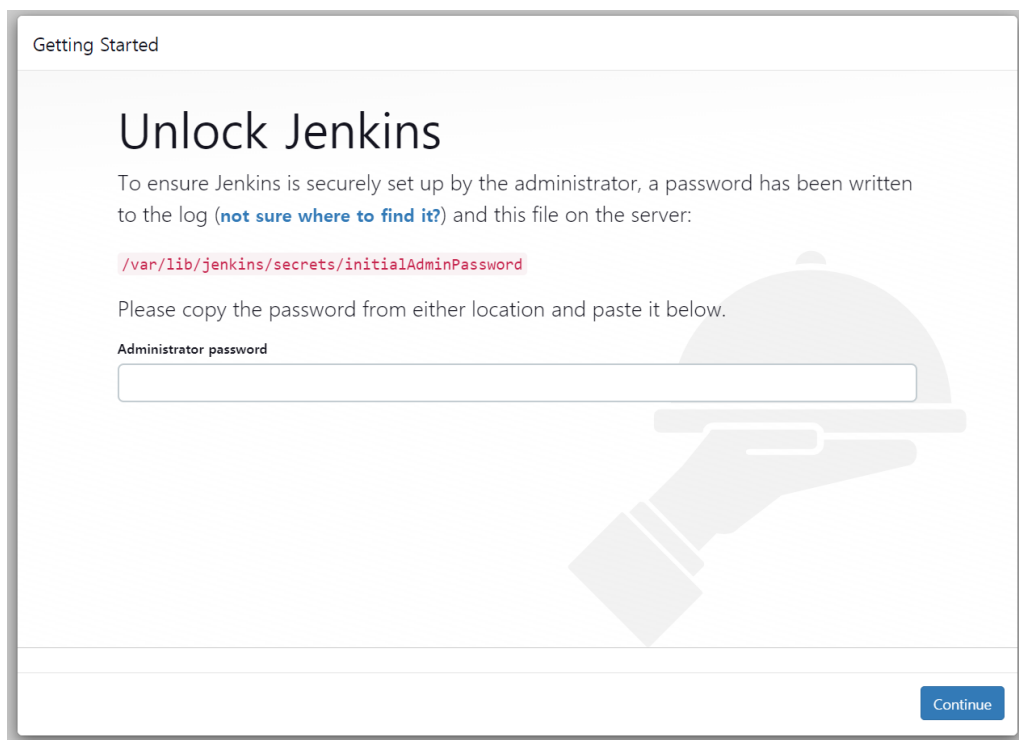 Getting Started
Unlock Jenkins
To ensure Jenkins is securely set up by the administrator, a password has been written
to the log (not sure where to find it?) and this file on the server:
/var/lib/jenkins/secrets/initialAdminPassword
Please copy the password from either location and paste it below.
Administrator password
Continue